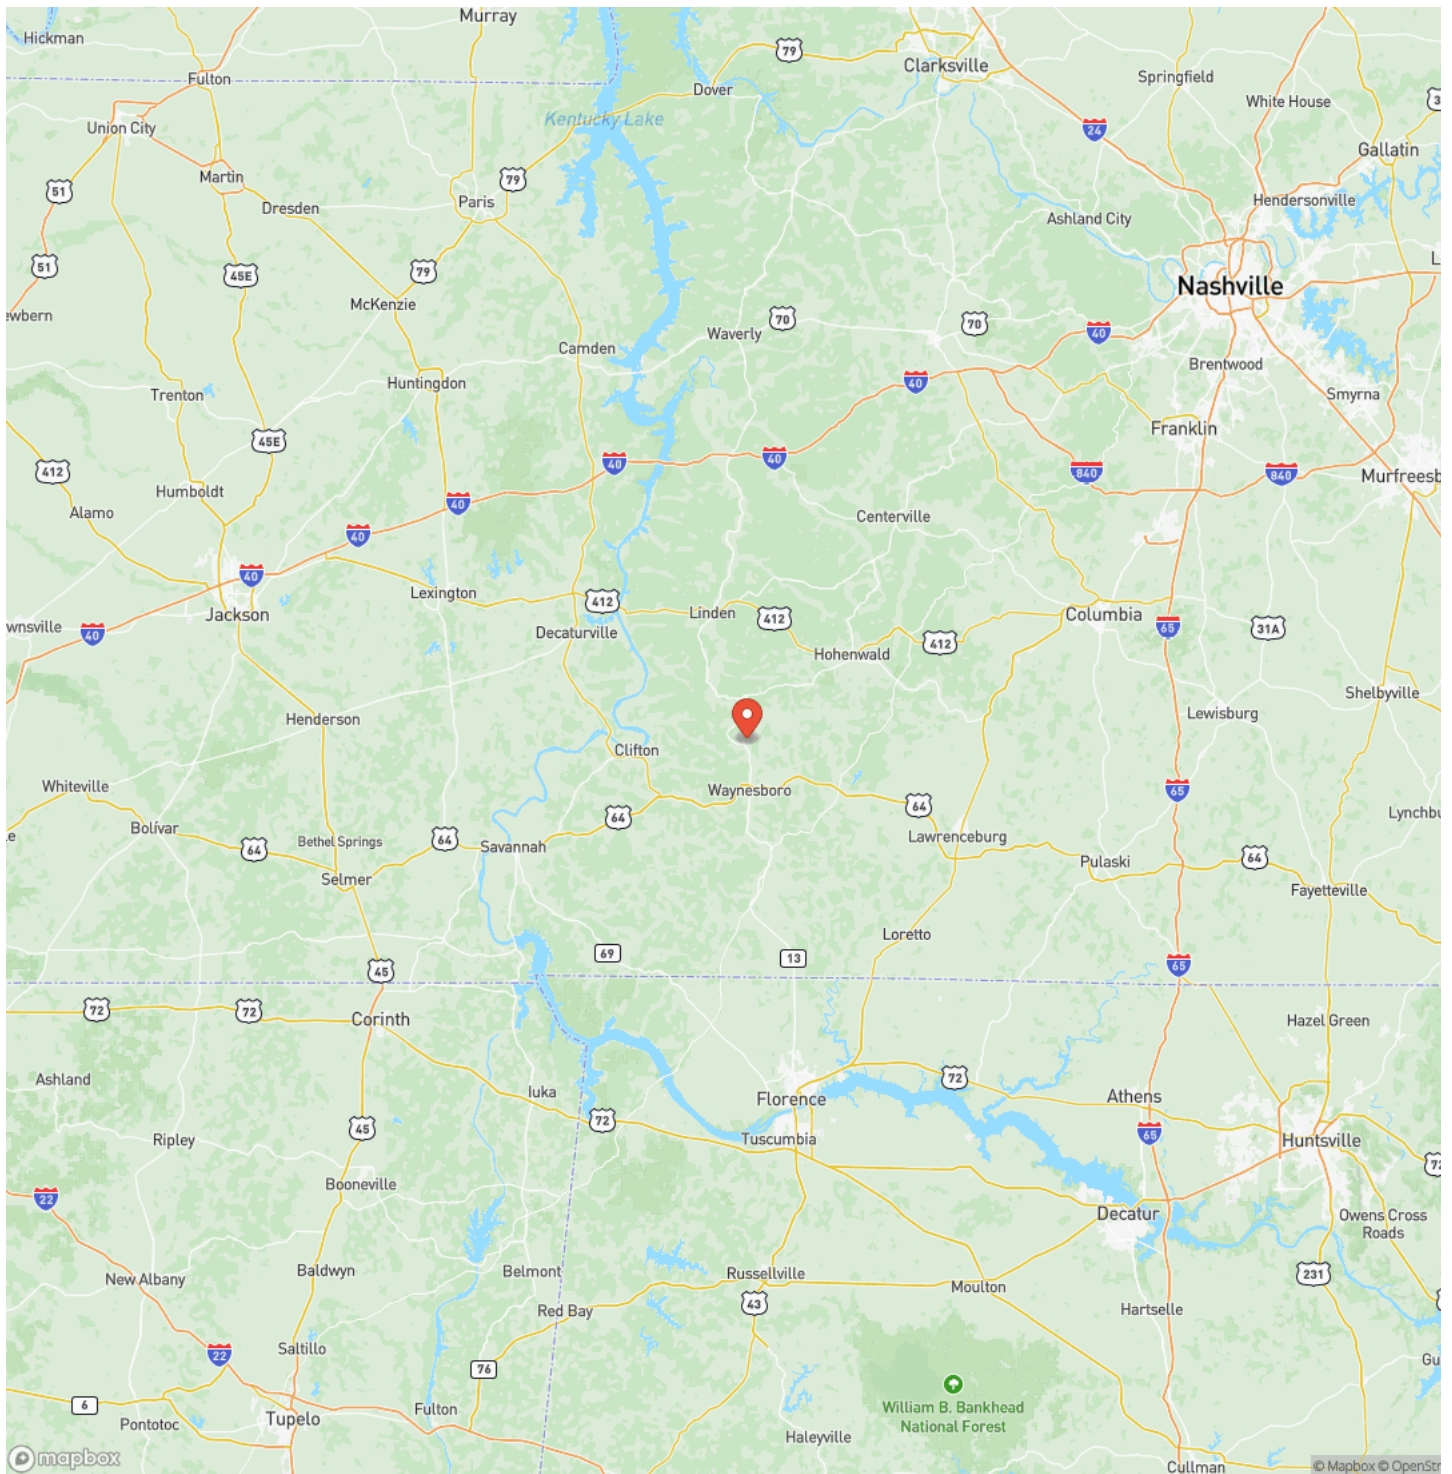 Murray
Hickman
79
Clarksville
Fulton
Springfield
Dover
White House
Kentucky Lake
Union City
24
Gallatin
Martin
79
51
Paris
Dresden
Hendersonville
Ashland City
51
45E
79
Nashville
McKenzie
ewbern
70
70
Waverly
40
Camden
Brentwood
Huntingdon
40
Trenton
Smyrna
Franklin
45E
412
40
40
840
840
Murfreesb
Humboldt
40
Alamo
Centerville
40
40
Lexington
412
Jackson
Linden
412
Columbia
wnsville
40
Decaturville
65
31A
412
Hohenwald
Shelbyville
Henderson
Lewisburg
Clifton
Whiteville
Waynesboro
65
64
64
Lynchbu
Bolívar
64
Bethel Springs
64
Savannah
Lawrenceburg
Pulaski
64
Selmer
Fayetteville
Loretto
69
13
45
65
72
72
Corinth
Hazel Green
Ashland
72
Iuka
Florence
Athens
72
45
65
Ripley
Tuscumbia
Huntsville
72
Booneville
22
Decatur
Owens Cross
Roads
New Albany
Baldwyn
Belmont
Russellville
231
Moulton
Red Bay
43
Hartselle
Saltillo
22
Gu
76
6
Fulton
William B. Bankhead
National Forest
Pontotoc
Tupelo
Haleyville
mapbox
Cullman
© Mapbox © OpenStr